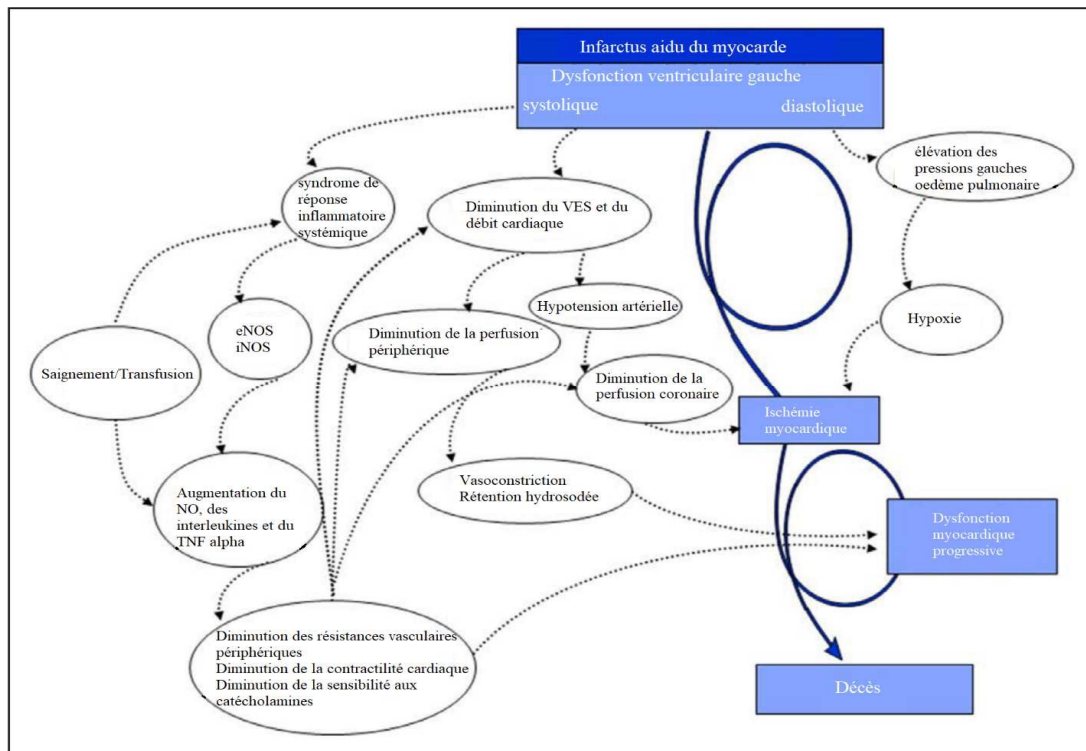 Infarctus aidu du myocarde
Dysfonction ventriculaire gauche
systolique
diastolique
élévation des
pressions gauches
oedème pulmonaire
syndrome de
réponse
inflammatoire
systémique
Diminution du VES et du
débit cardiaque
Hypotension artérielle
Hypoxie
eNOS
iNOS
Diminution de la perfusion
périphérique
Saignement/Transfusion
Diminution de la
perfusion coronaire
Ischémie
myocardique
Vasoconstriction
Rétention hydrosodée
Augmentation du
NO, des
interleukines et du
TNF alpha
Dysfonction
myocardique
progressive
Diminution des résistances vasculaires
périphériques
Diminution de la contractilité cardiaque
Diminution de la sensibilité aux
catécholamines
Décès